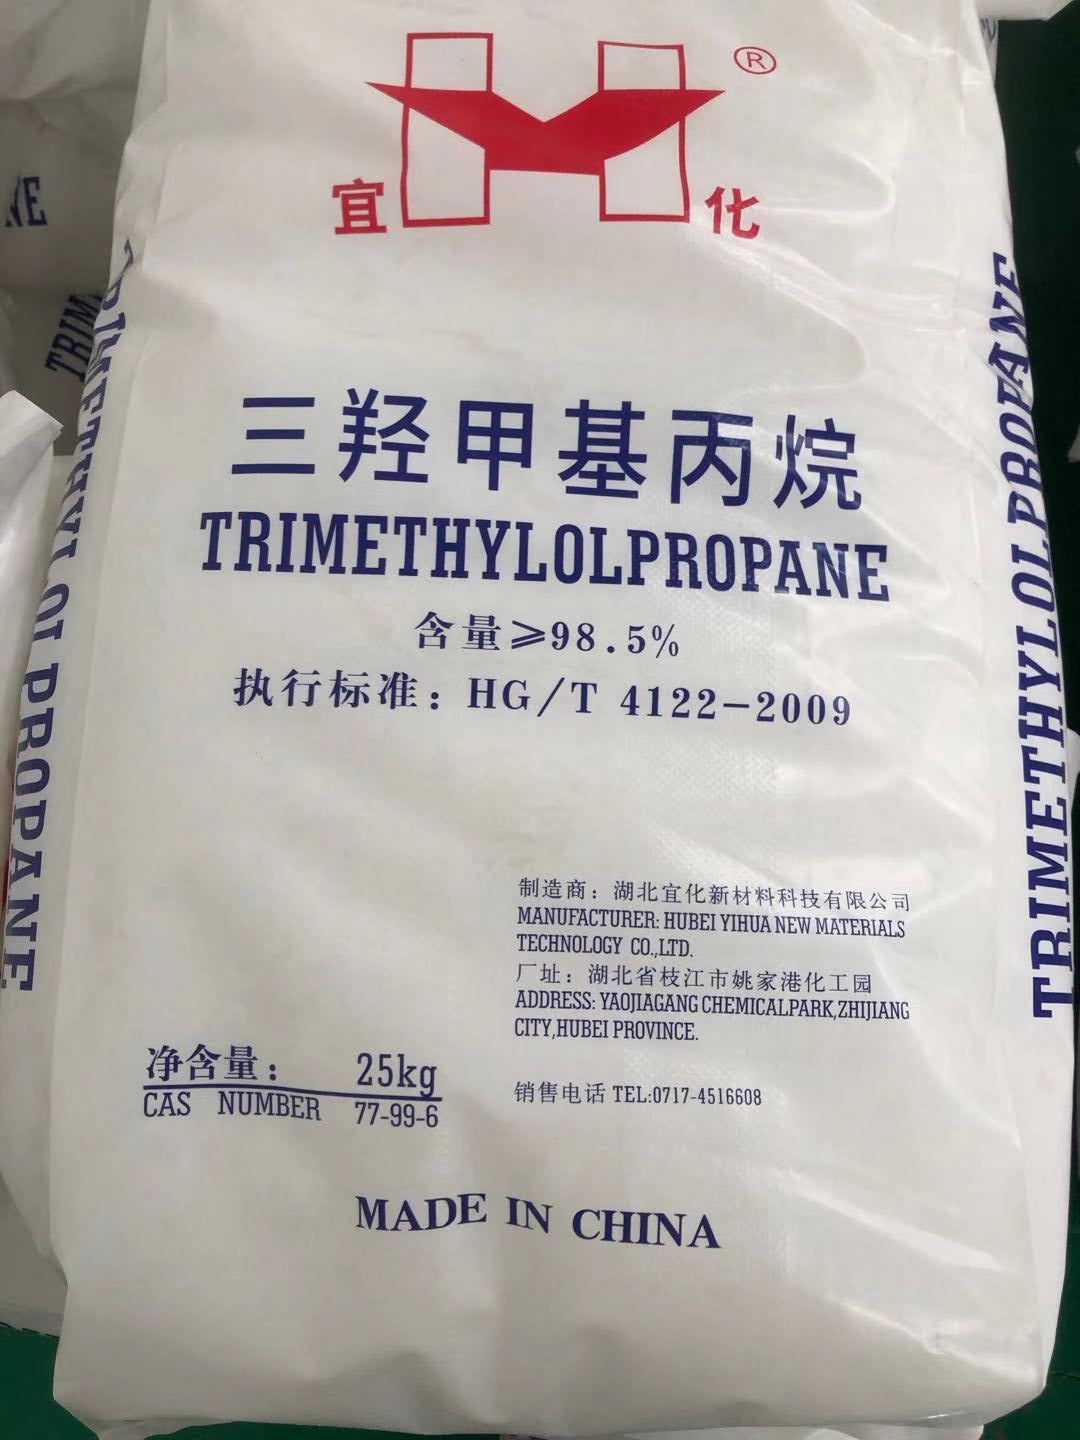 ®
宜 化
三羟甲基丙烷
TRIMETHYLOLPROPANE
含量≥98.5%
执行标准：HG/T 4122-2009
制造商：湖北宜化新材料科技有限公司
MANUFACTURER: HUBEI YIHUA NEW MATERIALS
TECHNOLOGY CO.,LTD.
厂址：湖北省枝江市姚家港化工园
ADDRESS: YAOJIAGANG CHEMICALPARK,ZHIJIANG
CITY,HUBEI PROVINCE.
净含量： 25kg
CAS NUMBER 77-99-6
销售电话 TEL:0717-4516608
MADE IN CHINA
TRIMETHYLOLPROPANE
TRIMETHYLOLPROPANE
NE
TRIM